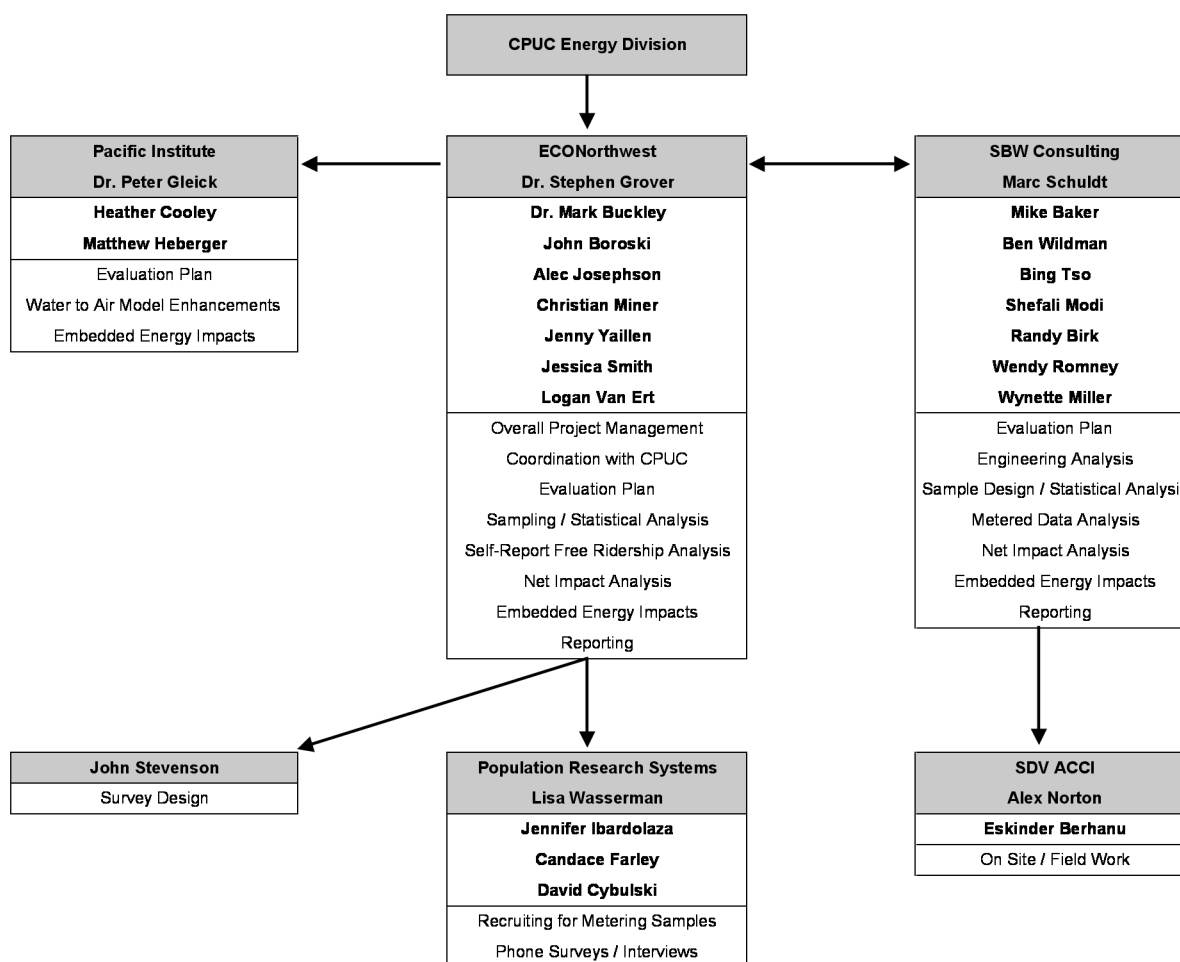 CPUC Energy Division
Pacific Institute
Dr. Peter Gleick
Heather Cooley
Matthew Heberger
Evaluation Plan
Water to Air Model Enhancements
Embedded Energy Impacts
ECONorthwest
Dr. Stephen Grover
Dr. Mark Buckley
John Boroski
Alec Josephson
Christian Miner
Jenny Yaillen
Jessica Smith
Logan Van Ert
Overall Project Management
Coordination with CPUC
Evaluation Plan
Sampling / Statistical Analysis
Self-Report Free Ridership Analysis
Net Impact Analysis
Embedded Energy Impacts
Reporting
SBW Consulting
Marc Schuldt
Mike Baker
Ben Wildman
Bing Tso
Shefali Modi
Randy Birk
Wendy Romney
Wynette Miller
Evaluation Plan
Engineering Analysis
Sample Design / Statistical Analysi
Metered Data Analysis
Net Impact Analysis
Embedded Energy Impacts
Reporting
John Stevenson
Survey Design
Population Research Systems
Lisa Wasserman
Jennifer Ibardolaza
Candace Farley
David Cybulski
Recruiting for Metering Samples
Phone Surveys / Interviews
SDV ACCI
Alex Norton
Eskinder Berhanu
On Site / Field Work